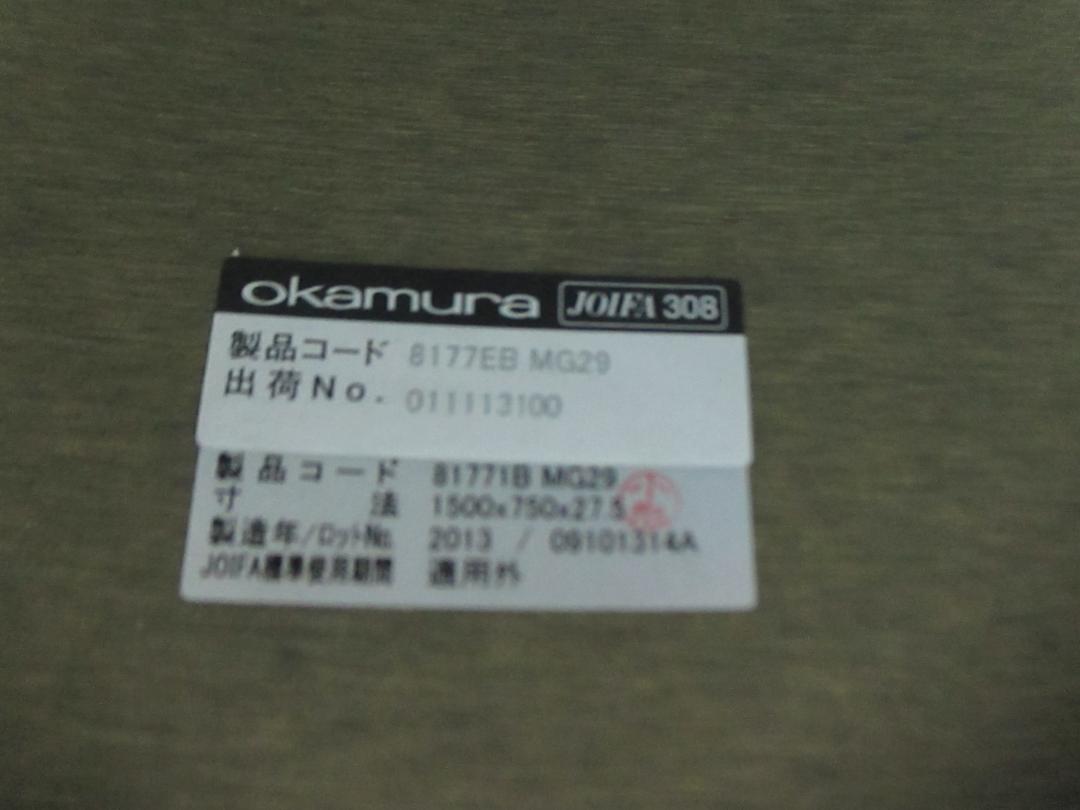 okamura JOIFA 308
製品コード 8177EB MG29
出荷No. 011113100
製品コード 81771B MG29
寸法 1500x750x27.5
製造年/ロットNo. 2013 / 09101314A
JOIFA標準使用期間 適用外